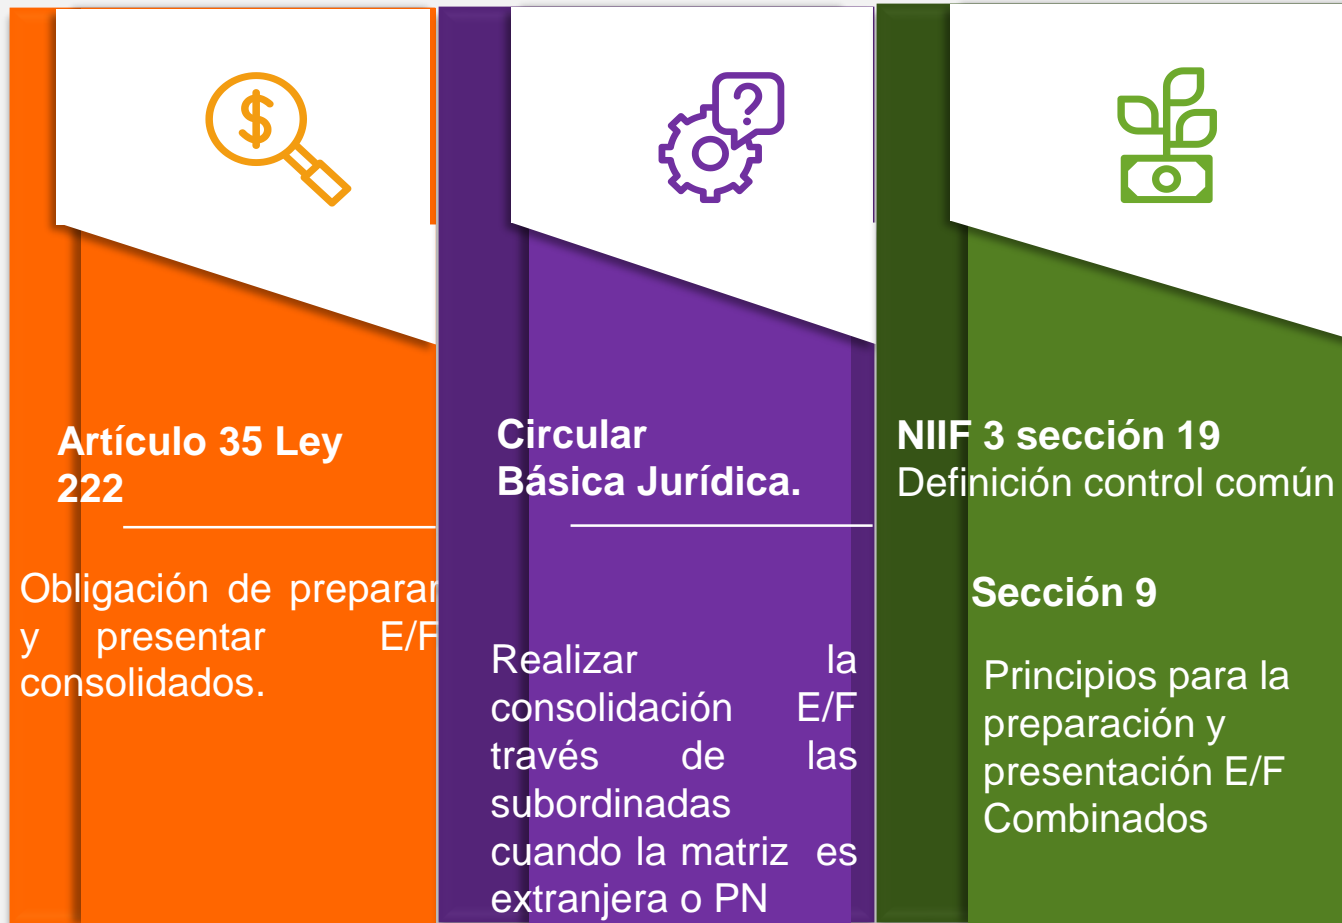 $
?
Artículo 35 Ley
222
Obligación de preparar
y presentar E/F
consolidados.
Circular
Básica Jurídica.
Realizar la
consolidación E/F
través de las
subordinadas
cuando la matriz es
extranjera o PN
NIIF 3 sección 19
Definición control común
Sección 9
Principios para la
preparación y
presentación E/F
Combinados